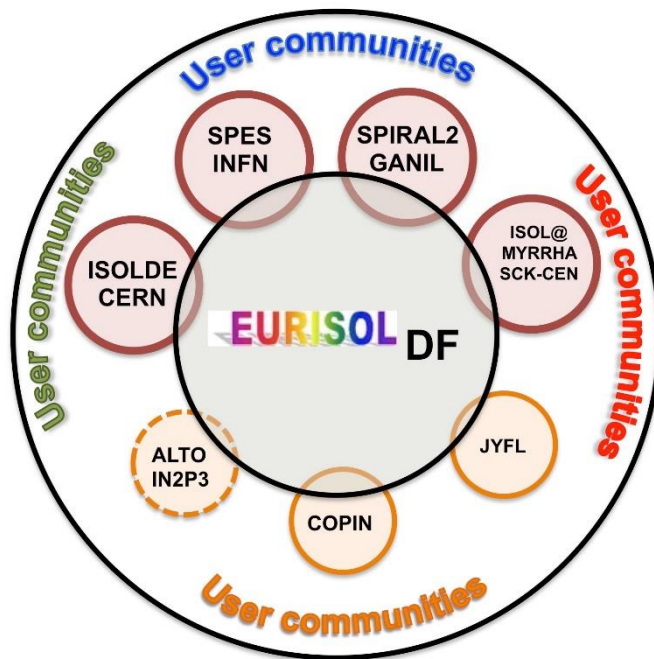 User communities
SPES
INFN
SPIRAL2
GANIL
User communities
User communities
ISOLDE
CERN
ISOL@
MYRRHA
SCK-CEN
EURISOL DF
ALTO
IN2P3
COPIN
JYFL
User communities